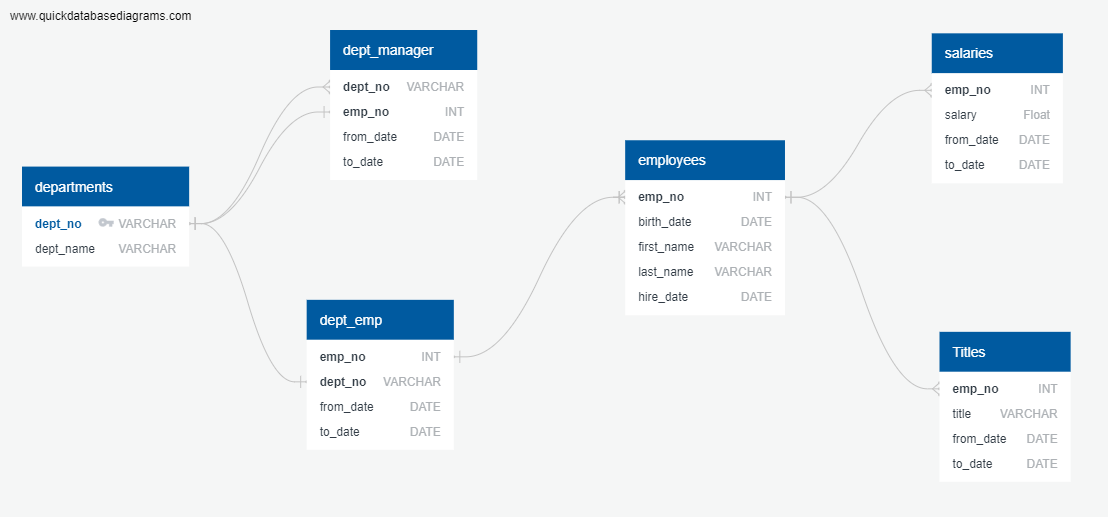 www.quickdatabasediagrams.com
dept_manager
dept_no VARCHAR
emp_no INT
from_date DATE
to_date DATE
salaries
emp_no INT
salary Float
from_date DATE
to_date DATE
departments
dept_no VARCHAR
dept_name VARCHAR
employees
emp_no INT
birth_date DATE
first_name VARCHAR
last_name VARCHAR
hire_date DATE
dept_emp
emp_no INT
dept_no VARCHAR
from_date DATE
to_date DATE
Titles
emp_no INT
title VARCHAR
from_date DATE
to_date DATE